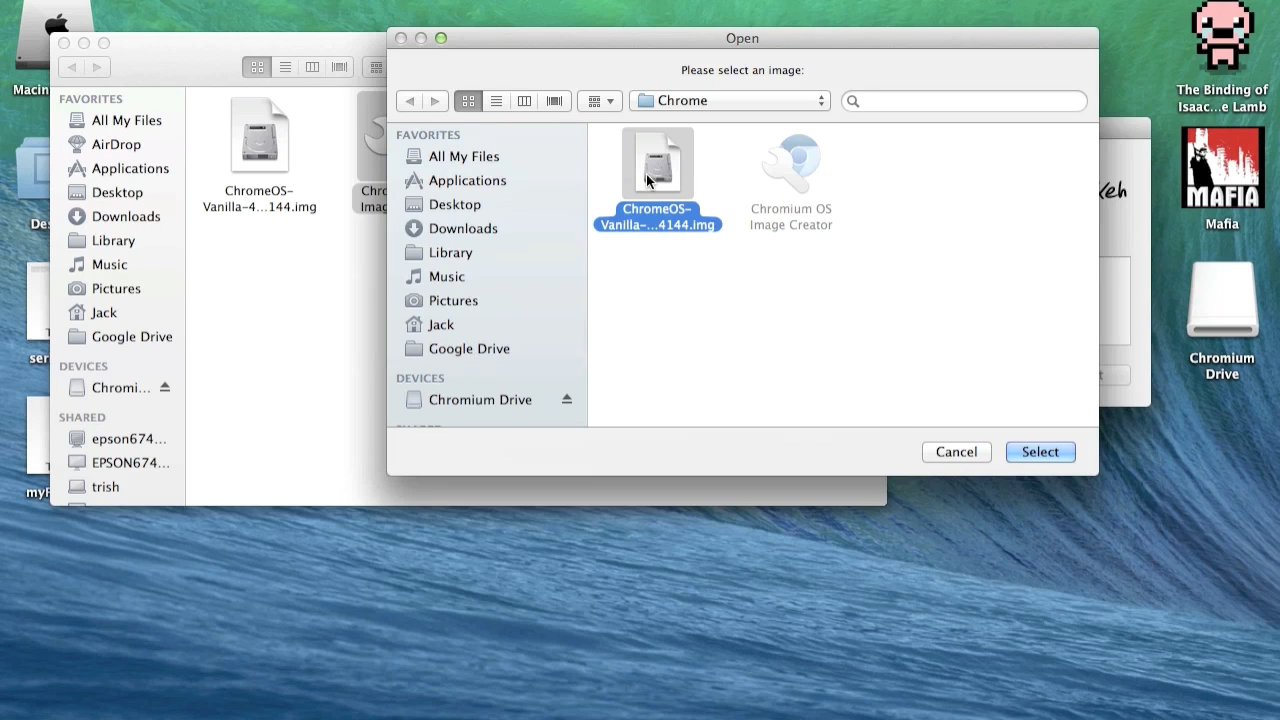 Open
Please select an image:
Chrome
FAVORITES
All My Files
Applications
Desktop
Downloads
Library
Music
Pictures
Jack
Google Drive
DEVICES
Chromium Drive
ChromeOS-
Vanilla-...4144.img
Chromium OS
Image Creator
Cancel
Select
FAVORITES
All My Files
AirDrop
Applications
Desktop
Downloads
Library
Music
Pictures
Jack
Google Drive
DEVICES
Chromi...
SHARED
epson674...
EPSON674...
trish
ChromeOS-
Vanilla-4...144.img
Chro
Imag
Macin
Des
ser
myF
The Binding of
Isaac...e Lamb
MAFIA
Mafia
Chromium
Drive